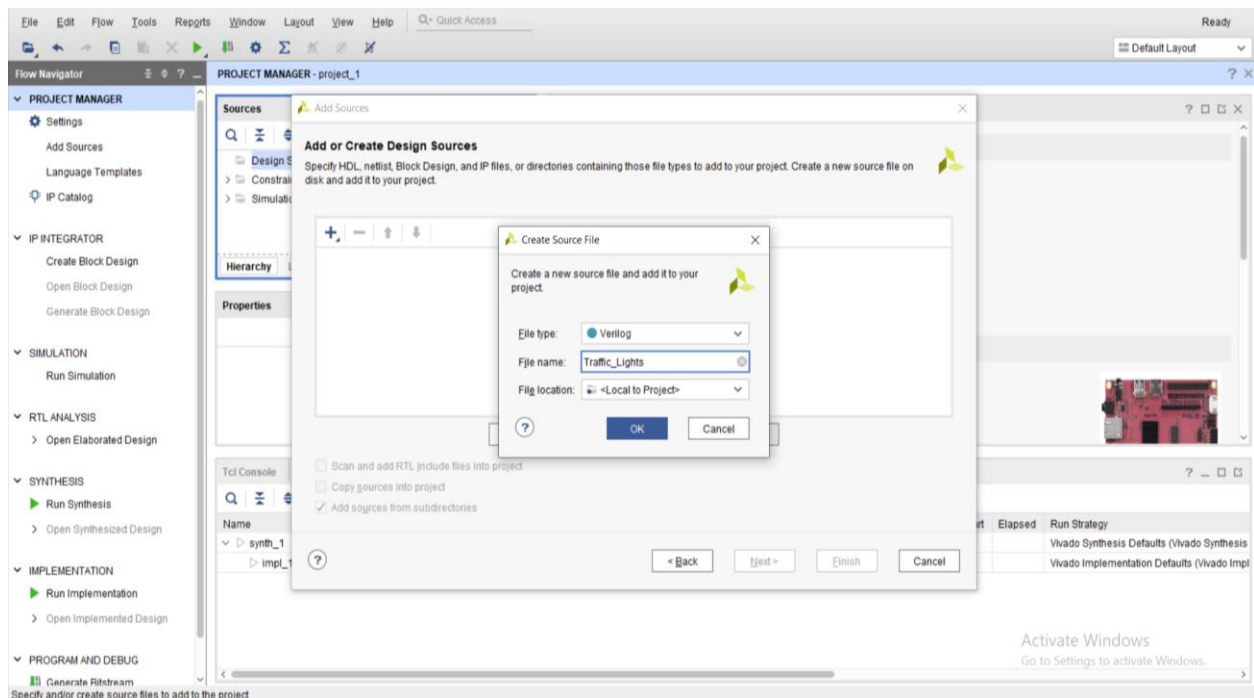 File Edit Flow Tools Reports Window Layout View Help Quick Access Ready
Default Layout
Flow Navigator
PROJECT MANAGER - project_1
PROJECT MANAGER
Settings
Add Sources
Language Templates
IP Catalog
IP INTEGRATOR
Create Block Design
Open Block Design
Generate Block Design
SIMULATION
Run Simulation
RTL ANALYSIS
Open Elaborated Design
SYNTHESIS
Run Synthesis
Open Synthesized Design
IMPLEMENTATION
Run Implementation
Open Implemented Design
PROGRAM AND DEBUG
Generate Bitstream
Sources
Design S
Constrai
Simulatio
Hierarchy
Properties
Add Sources
Add or Create Design Sources
Specify HDL, netlist, Block Design, and IP files, or directories containing those file types to add to your project. Create a new source file on
disk and add it to your project.
Create Source File
Create a new source file and add it to your
project.
File type: Verilog
File name: Traffic_Lights
File location: <Local to Project>
? OK Cancel
Scan and add RTL include files into project
Copy sources into project
Add sources from subdirectories
? < Back Next > Finish Cancel
Tcl Console
Name rt Elapsed Run Strategy
synth_1 Vivado Synthesis Defaults (Vivado Synthesis
impl_1 Vivado Implementation Defaults (Vivado Impl
Activate Windows
Go to Settings to activate Windows.
Specify and/or create source files to add to the project